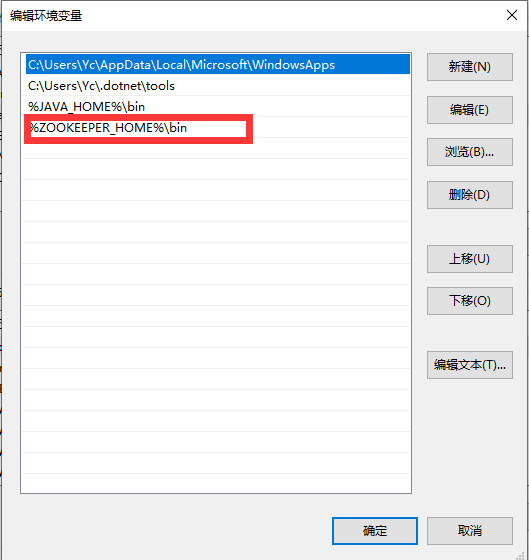 编辑环境变量
C:\Users\Yc\AppData\Local\Microsoft\WindowsApps
C:\Users\Yc\.dotnet\tools
%JAVA_HOME%\bin
%ZOOKEEPER_HOME%\bin
新建(N)
编辑(E)
浏览(B)...
删除(D)
上移(U)
下移(O)
编辑文本(T)...
确定
取消